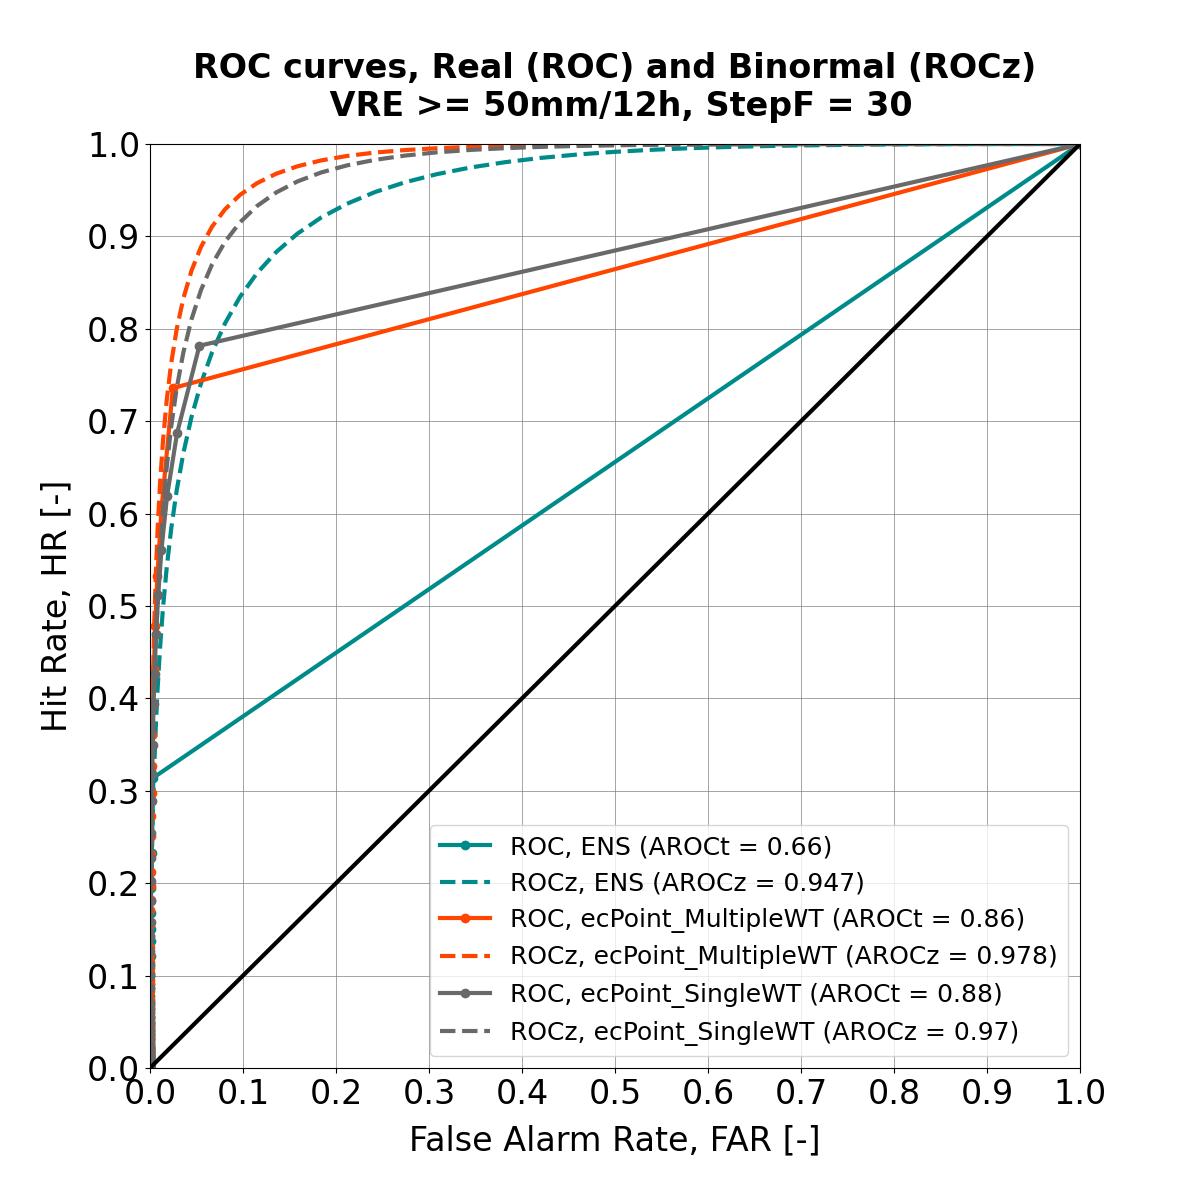 ROC curves, Real (ROC) and Binormal (ROCz)
VRE >= 50mm/12h, StepF = 30
1.0
0.9
0.8
0.7
0.6
0.5
0.4
0.3
0.2
0.1
0.0
Hit Rate, HR [-]
ROC, ENS (AROCt = 0.66)
ROCz, ENS (AROCz = 0.947)
ROC, ecPoint_MultipleWT (AROCt = 0.86)
ROCz, ecPoint_MultipleWT (AROCz = 0.978)
ROC, ecPoint_SingleWT (AROCt = 0.88)
ROCz, ecPoint_SingleWT (AROCz = 0.97)
0.0 0.1 0.2 0.3 0.4 0.5 0.6 0.7 0.8 0.9 1.0
False Alarm Rate, FAR [-]